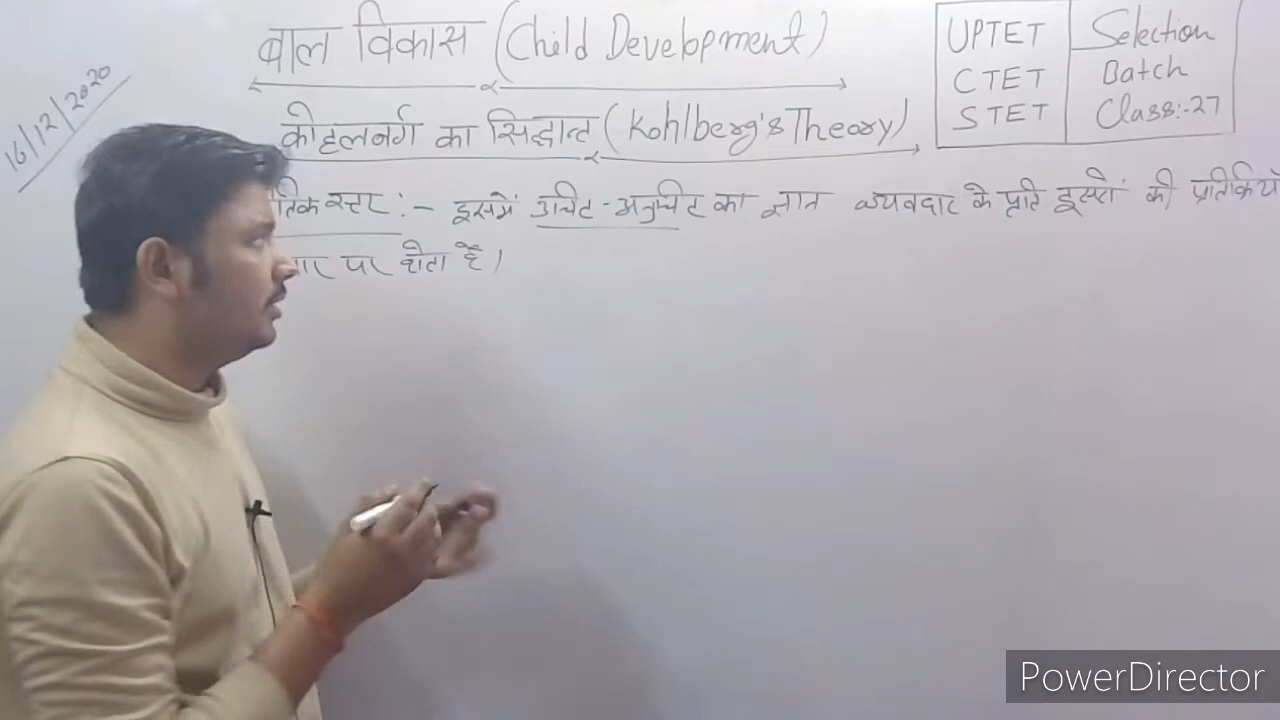 बाल विकास (Child Development)
UPTET Selection
CTET Batch
STET Class:-27
16/12/2020
कोहलबर्ग का सिद्धान्त (Kohlberg's Theory)
स्तर :- इसमें उचित-अनुचित का ज्ञान व्यवहार के प्रति दूसरों की
पर होता है।
PowerDirector